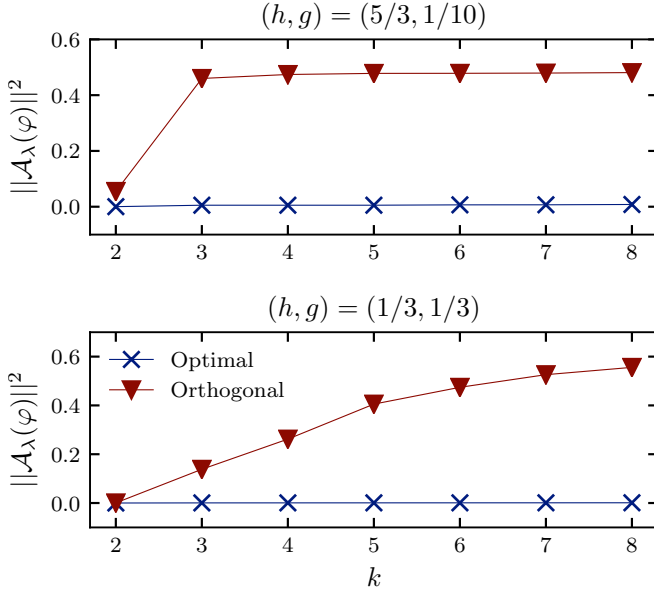 (h, g) = (5/3, 1/10)
||𝒜_λ(φ)||²
0.6
0.4
0.2
0.0
2 3 4 5 6 7 8
(h, g) = (1/3, 1/3)
||𝒜_λ(φ)||²
0.6
0.4
0.2
0.0
Optimal
Orthogonal
2 3 4 5 6 7 8
k